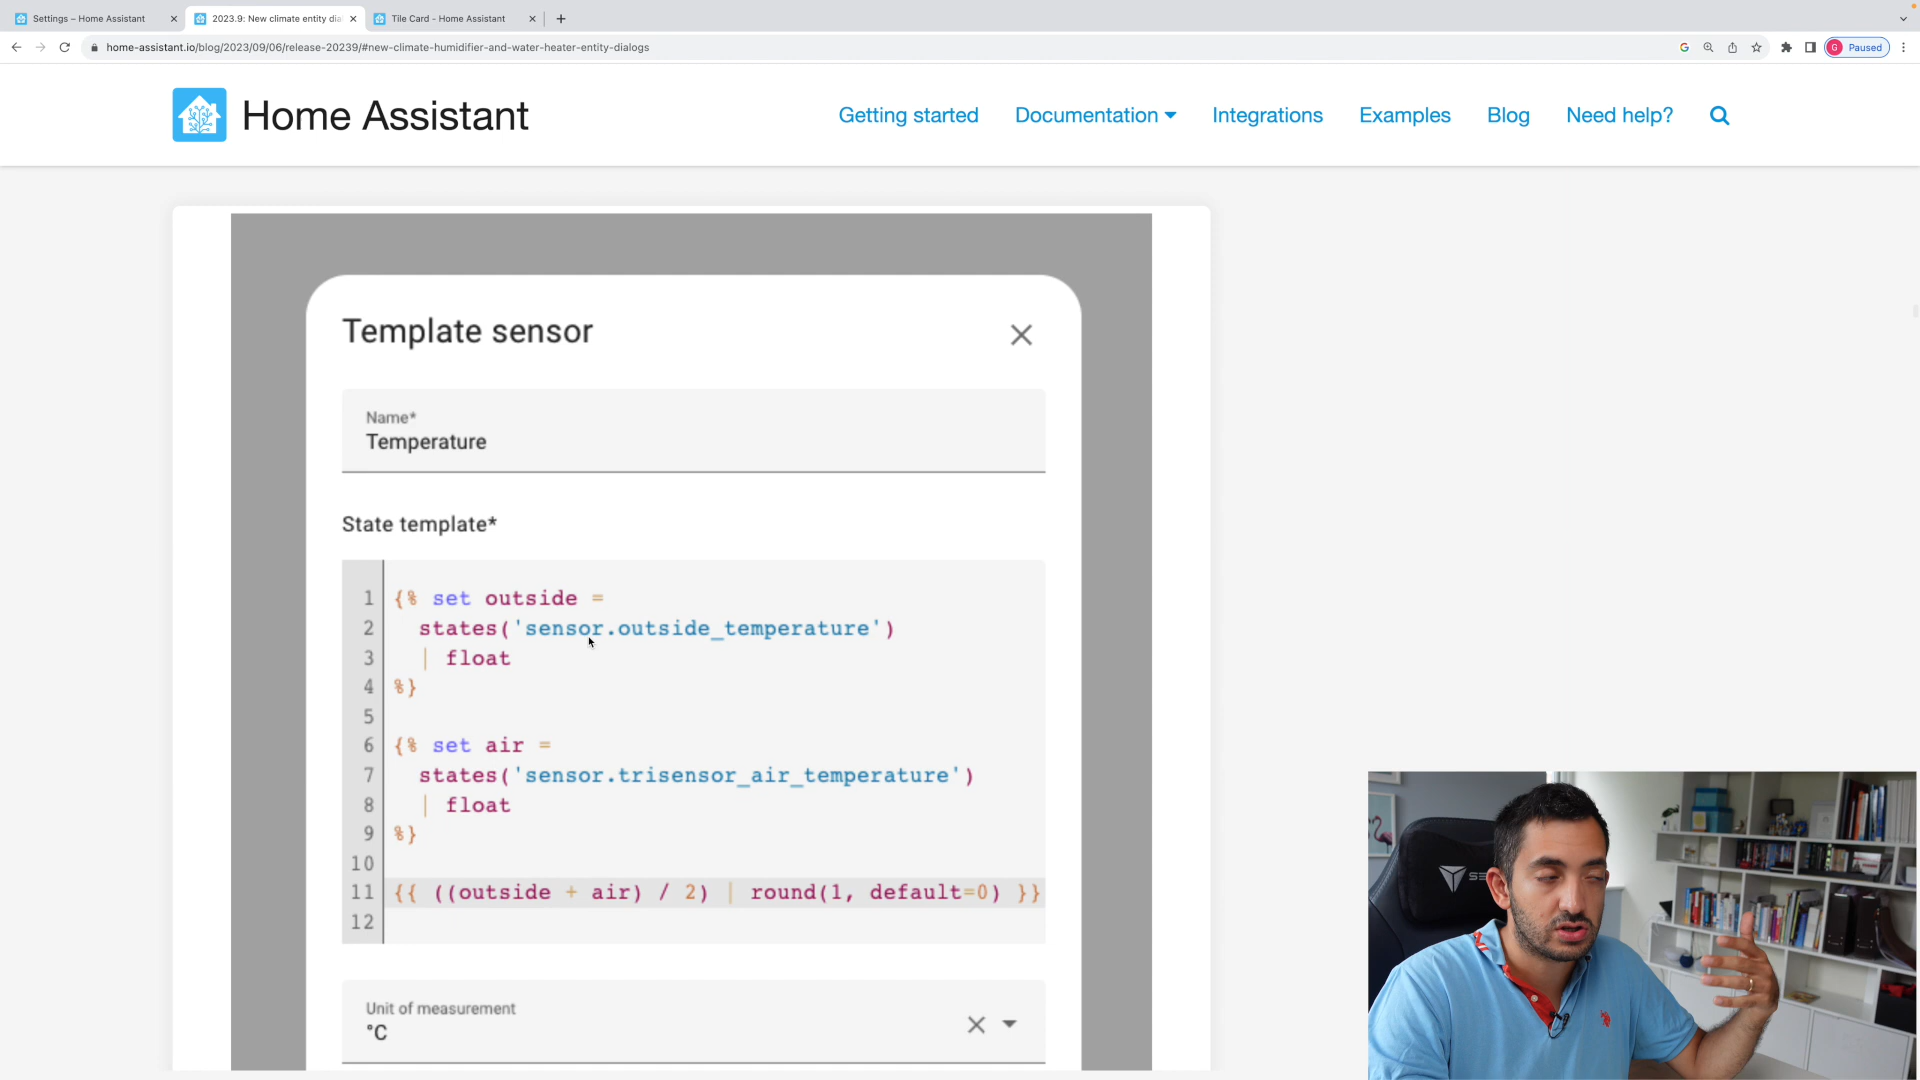 Settings – Home Assistant
2023.9: New climate entity dia
Tile Card - Home Assistant
home-assistant.io/blog/2023/09/06/release-20239/#new-climate-humidifier-and-water-heater-entity-dialogs
G
G
Paused
Home Assistant
Getting started
Documentation
Integrations
Examples
Blog
Need help?
Template sensor
Name*
Temperature
State template*
1 {% set outside =
2 states('sensor.outside_temperature')
3 | float
4 %}
5
6 {% set air =
7 states('sensor.trisensor_air_temperature')
8 | float
9 %}
10
11 {{ ((outside + air) / 2) | round(1, default=0) }}
12
Unit of measurement
°C